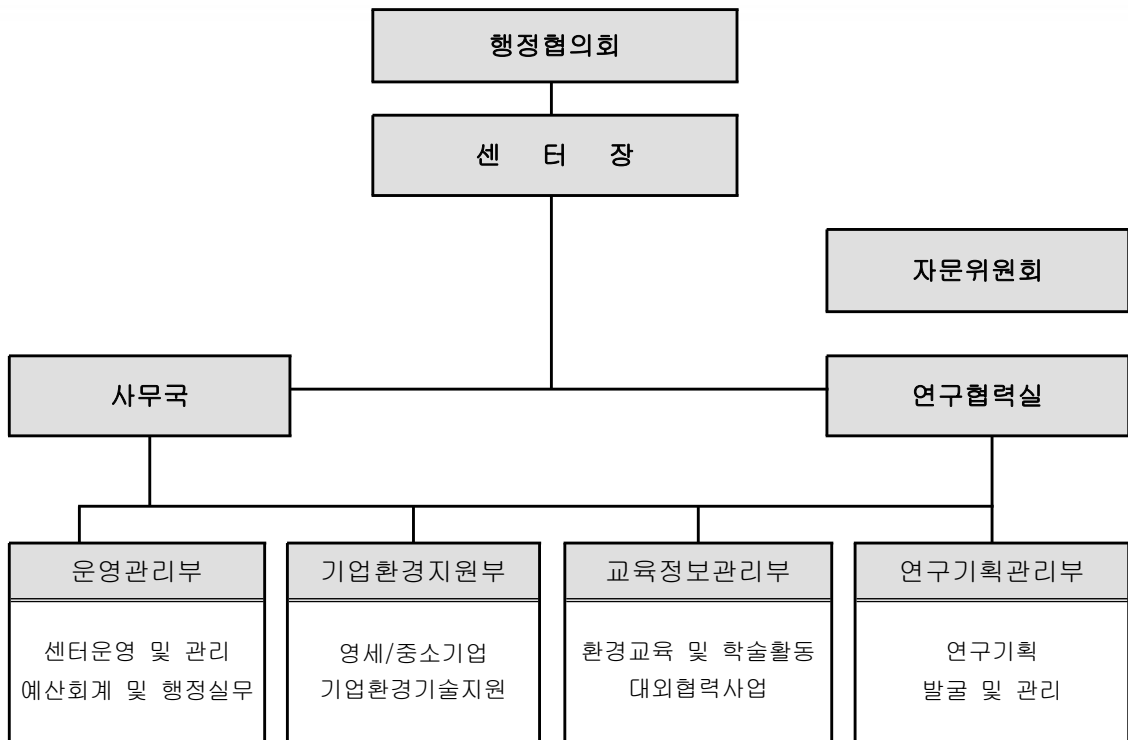 행정협의회
센 터 장
자문위원회
사무국
연구협력실
운영관리부
센터운영 및 관리
예산회계 및 행정실무
기업환경지원부
영세/중소기업
기업환경기술지원
교육정보관리부
환경교육 및 학술활동
대외협력사업
연구기획관리부
연구기획
발굴 및 관리